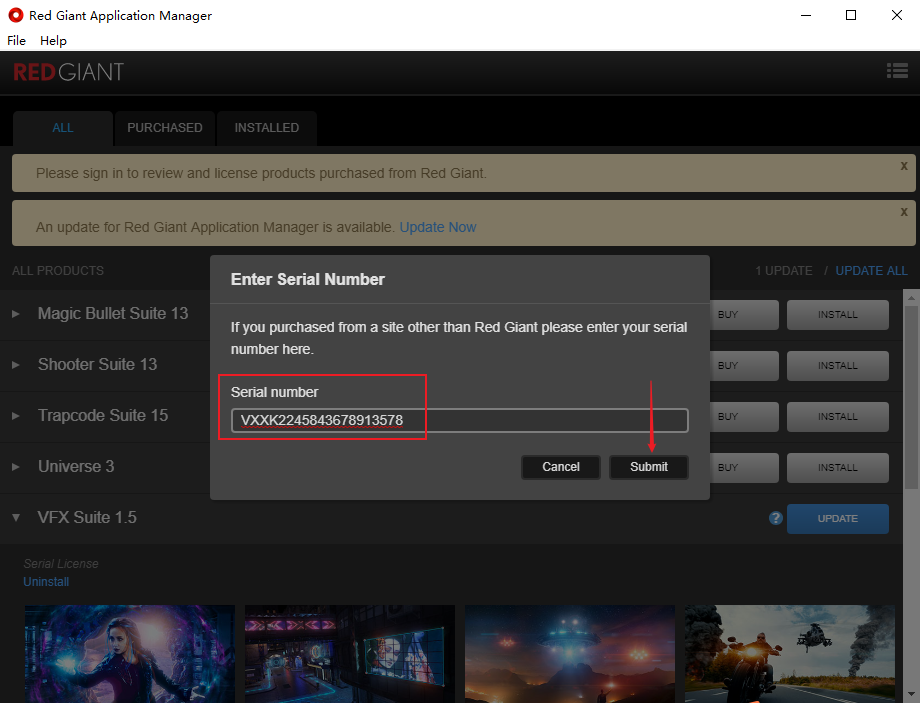 Red Giant Application Manager
File Help
REDGIANT
ALL PURCHASED INSTALLED
Please sign in to review and license products purchased from Red Giant. x
An update for Red Giant Application Manager is available. Update Now x
ALL PRODUCTS 1 UPDATE / UPDATE ALL
Enter Serial Number
Magic Bullet Suite 13 BUY INSTALL
If you purchased from a site other than Red Giant please enter your serial
number here.
Shooter Suite 13 BUY INSTALL
Serial number
Trapcode Suite 15 BUY INSTALL
VXXK2245843678913578
Universe 3 Cancel Submit BUY INSTALL
VFX Suite 1.5 ? UPDATE
Serial License
Uninstall